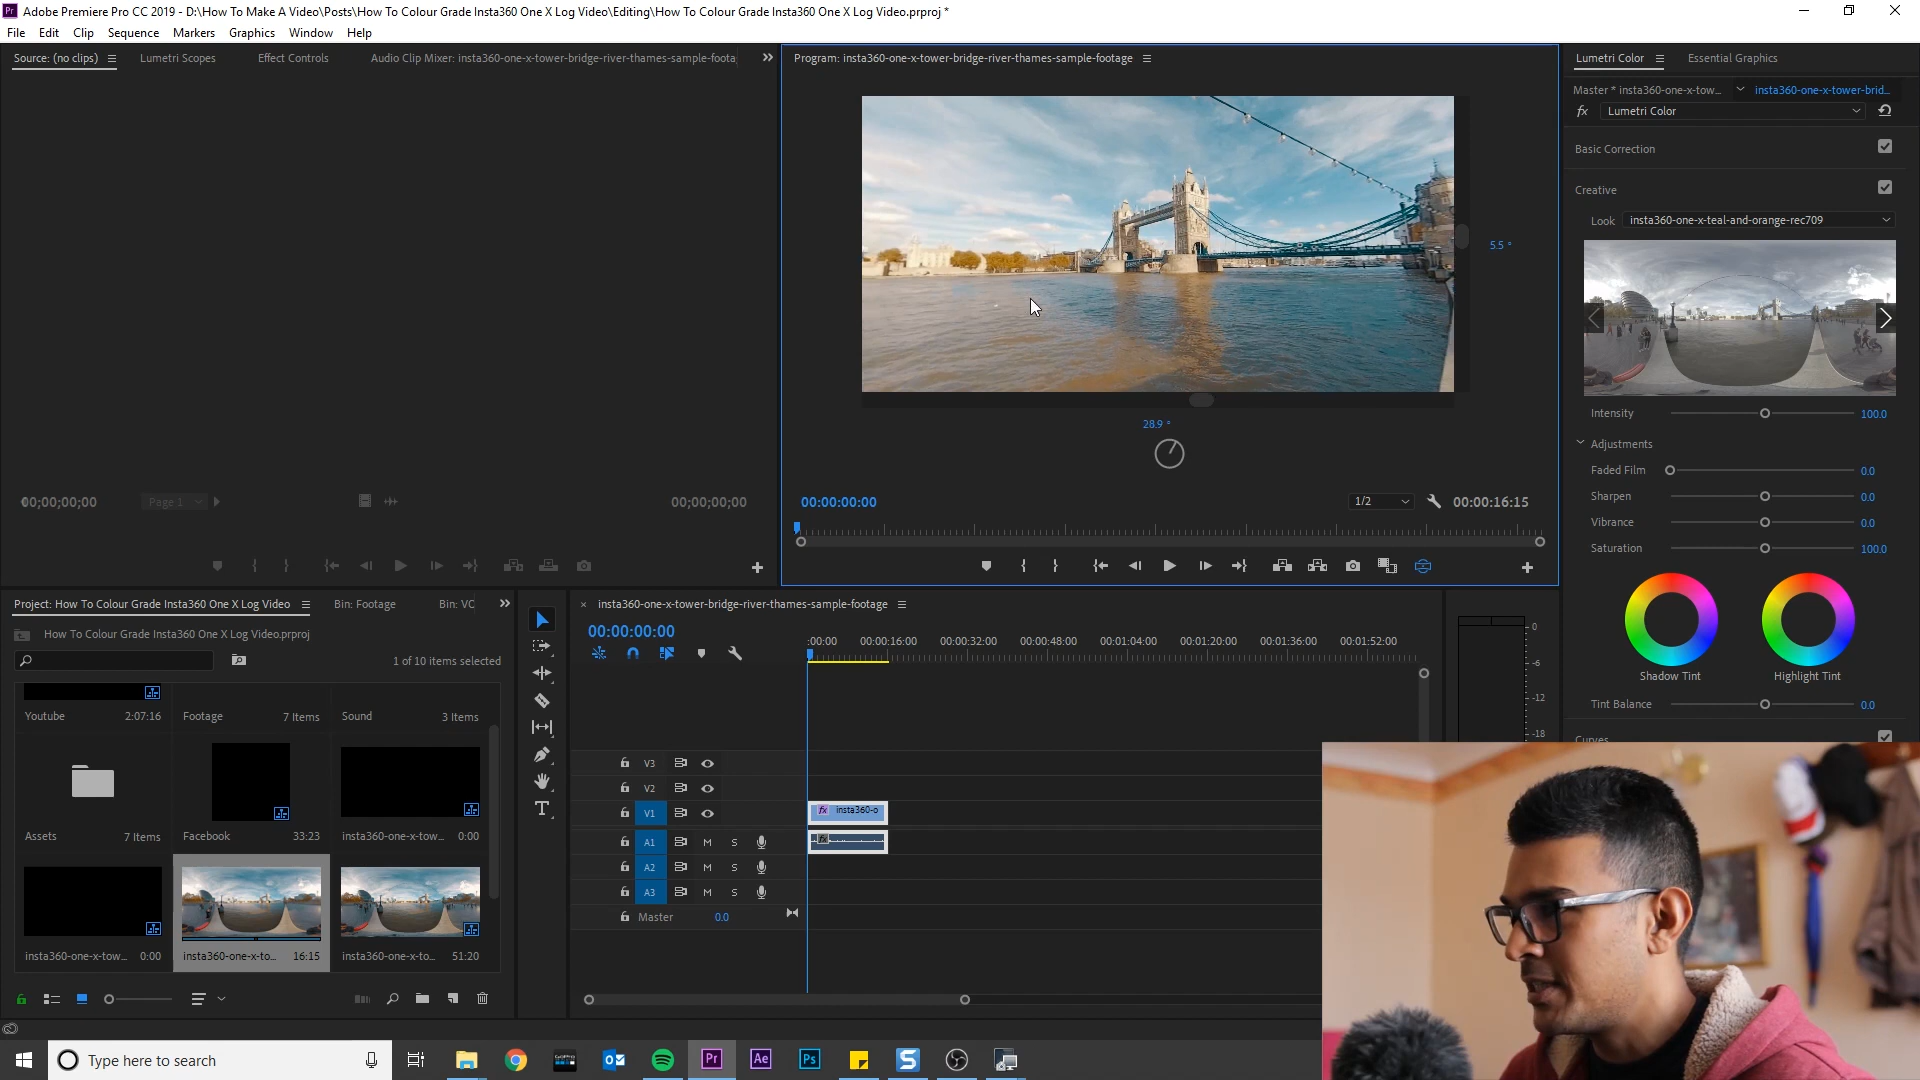 Pr Adobe Premiere Pro CC 2019 - D:\How To Make A Video\Posts\How To Colour Grade Insta360 One X Log Video\Editing\How To Colour Grade Insta360 One X Log Video.prproj *
File Edit Clip Sequence Markers Graphics Window Help
Source: (no clips) Lumetri Scopes Effect Controls Audio Clip Mixer: insta360-one-x-tower-bridge-river-thames-sample-foota
Program: insta360-one-x-tower-bridge-river-thames-sample-footage
Lumetri Color Essential Graphics
Master * insta360-one-x-tow... insta360-one-x-tower-brid...
fx Lumetri Color
Basic Correction
Creative
Look insta360-one-x-teal-and-orange-rec709
5.5 °
Intensity 100.0
28.9 °
Adjustments
Faded Film 0.0
Sharpen 0.0
Vibrance 0.0
Saturation 100.0
00;00;00;00 Page 1 00;00;00;00
00:00:00:00 1/2 00:00:16:15
Shadow Tint Highlight Tint
Tint Balance 0.0
Curves
Project: How To Colour Grade Insta360 One X Log Video Bin: Footage Bin: VC
How To Colour Grade Insta360 One X Log Video.prproj
1 of 10 items selected
Youtube 2:07:16 Footage 7 Items Sound 3 Items
Assets 7 Items Facebook 33:23 insta360-one-x-tow... 0:00
insta360-one-x-tow... 0:00 insta360-one-x-to... 16:15 insta360-one-x-to... 51:20
× insta360-one-x-tower-bridge-river-thames-sample-footage
00:00:00:00
:00:00 00:00:16:00 00:00:32:00 00:00:48:00 00:01:04:00 00:01:20:00 00:01:36:00 00:01:52:00
0
-6
-12
-18
V3
V2
V1 fx insta360-o
A1 M S fx
A2 M S
A3 M S
Master 0.0
T
Type here to search
GoPro
Pr Ae Ps S